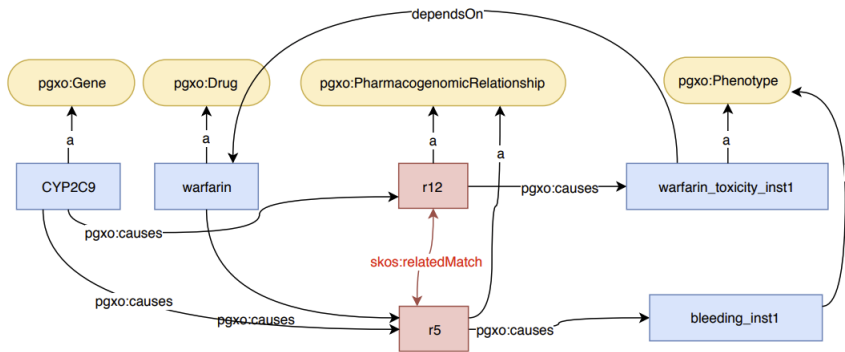 dependsOn
pgxo:Gene
pgxo:Drug
pgxo:PharmacogenomicRelationship
pgxo:Phenotype
a
a
a
a
a
CYP2C9
warfarin
r12
pgxo:causes
warfarin_toxicity_inst1
pgxo:causes
skos:relatedMatch
pgxo:causes
pgxo:causes
r5
pgxo:causes
bleeding_inst1